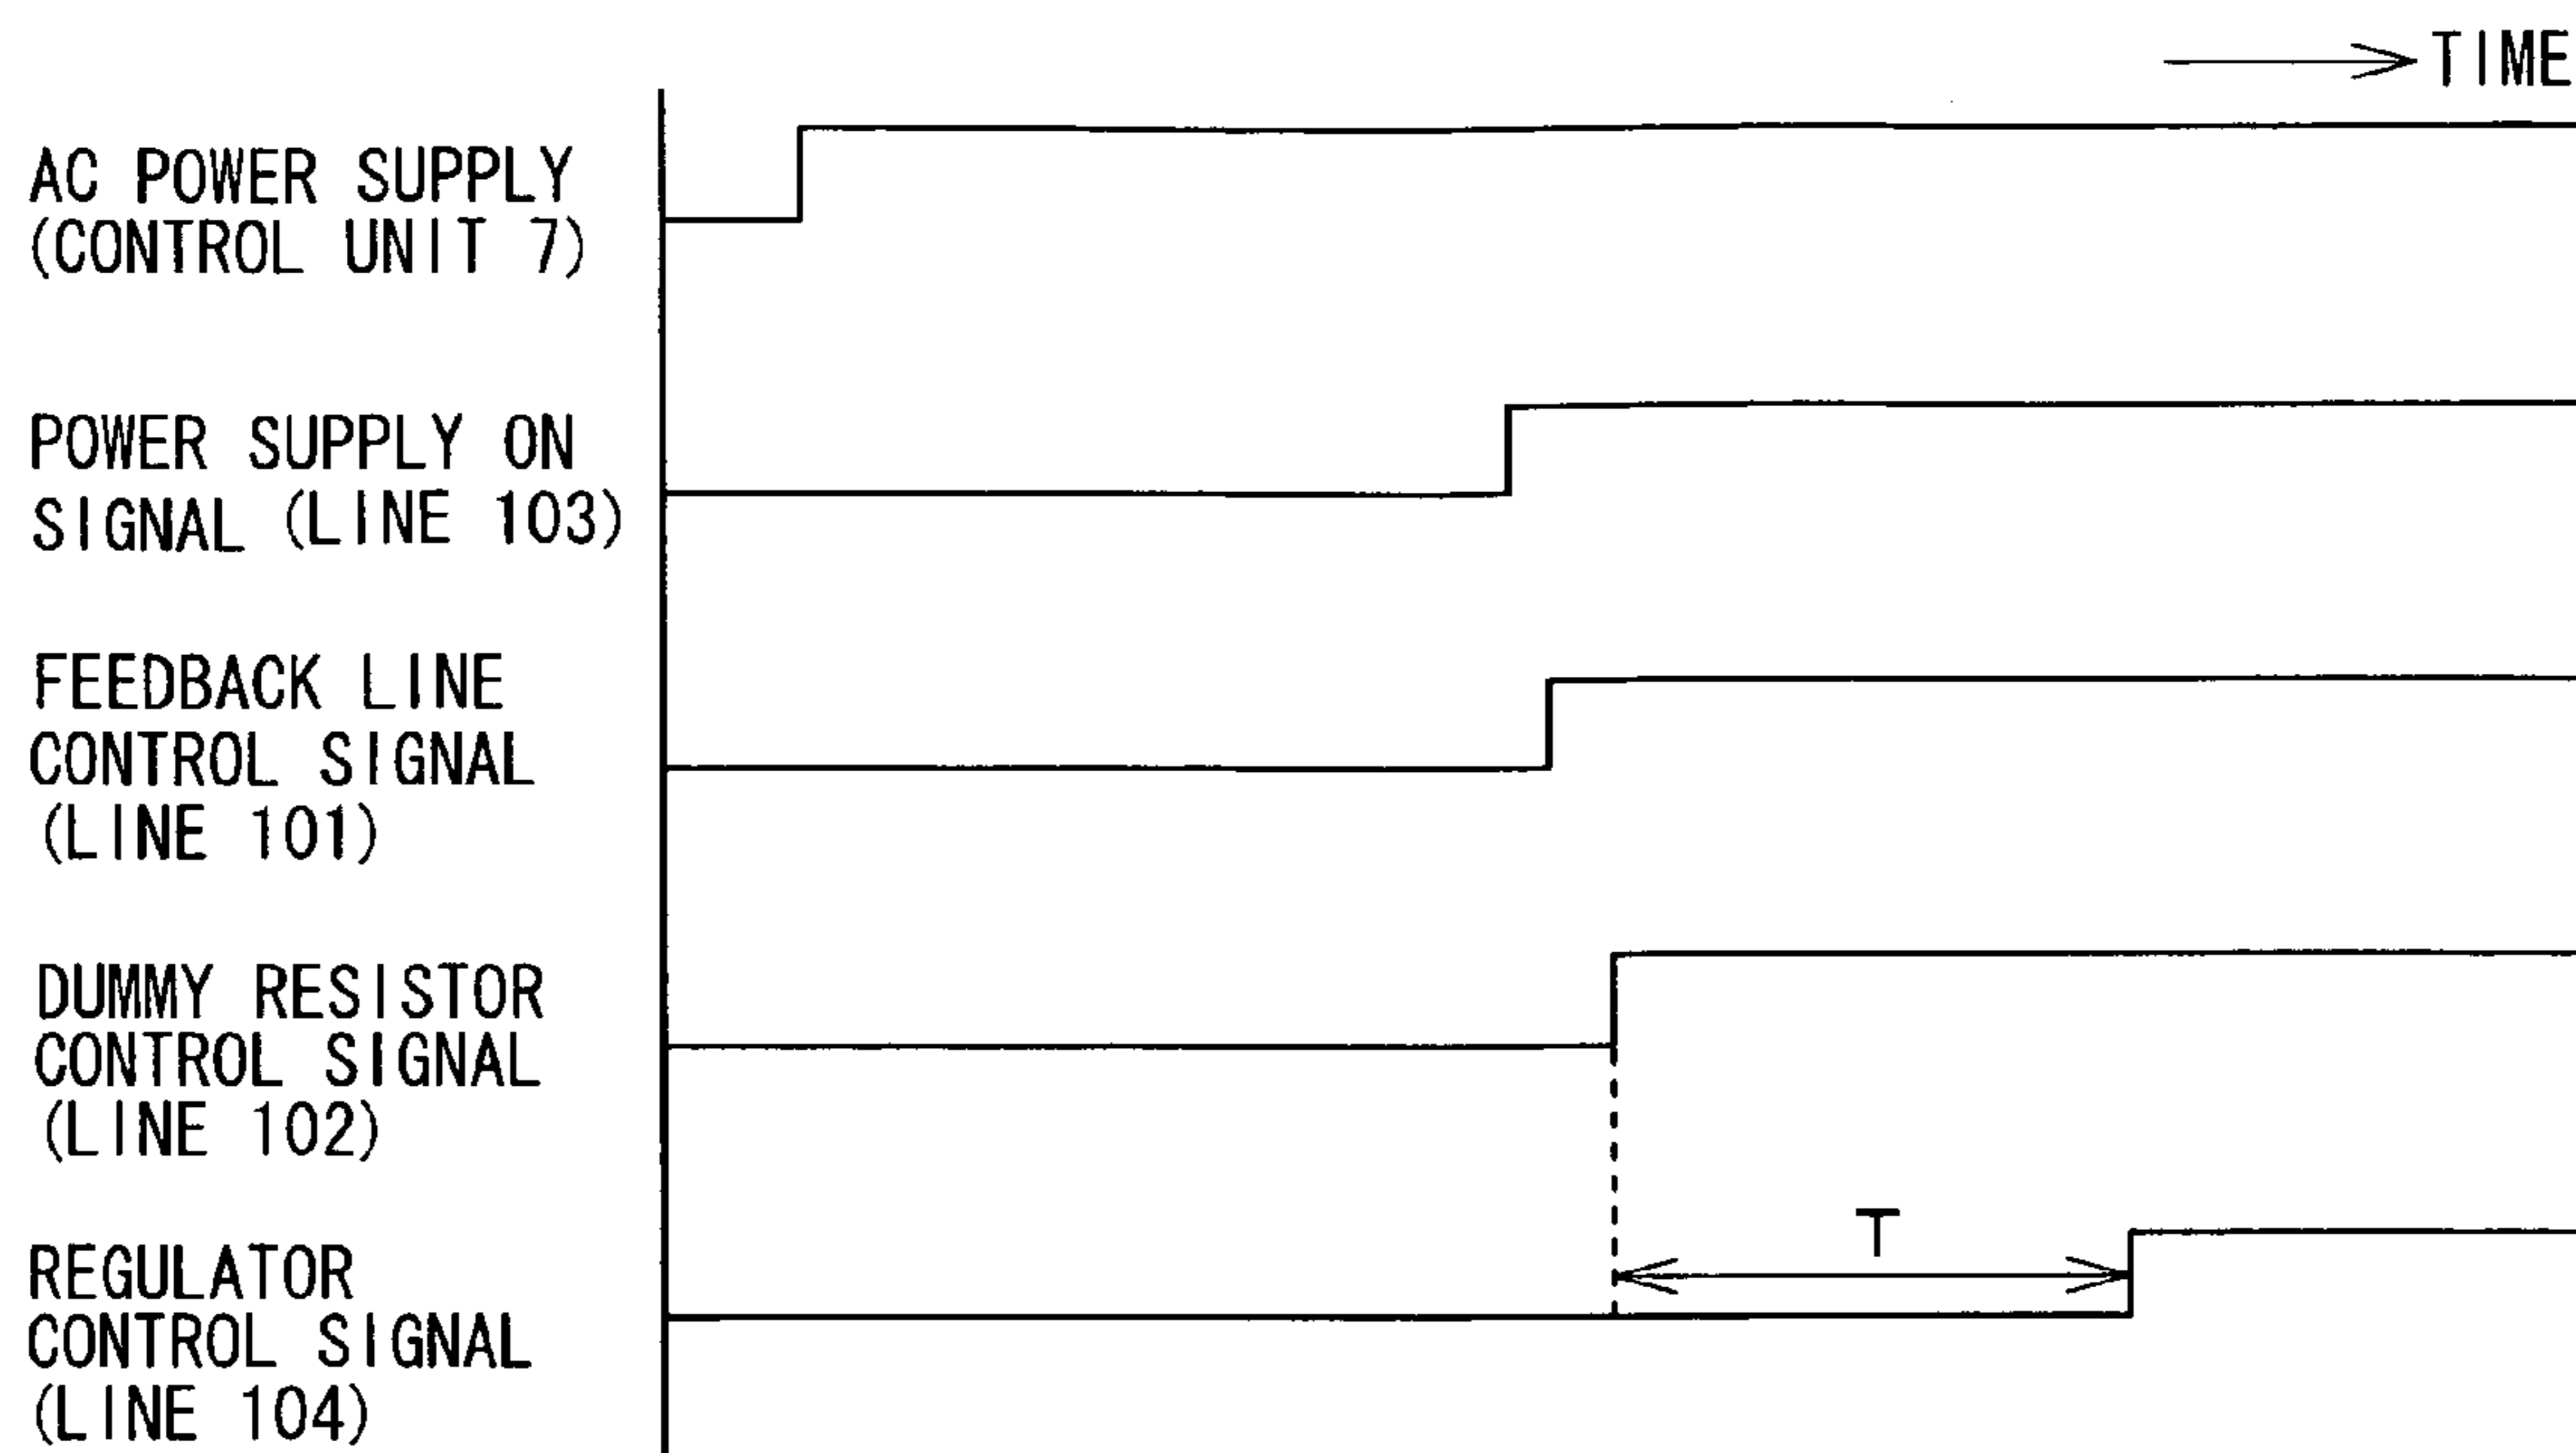 TIME
AC POWER SUPPLY
(CONTROL UNIT 7)
POWER SUPPLY ON
SIGNAL (LINE 103)
FEEDBACK LINE
CONTROL SIGNAL
(LINE 101)
DUMMY RESISTOR
CONTROL SIGNAL
(LINE 102)
T
REGULATOR
CONTROL SIGNAL
(LINE 104)